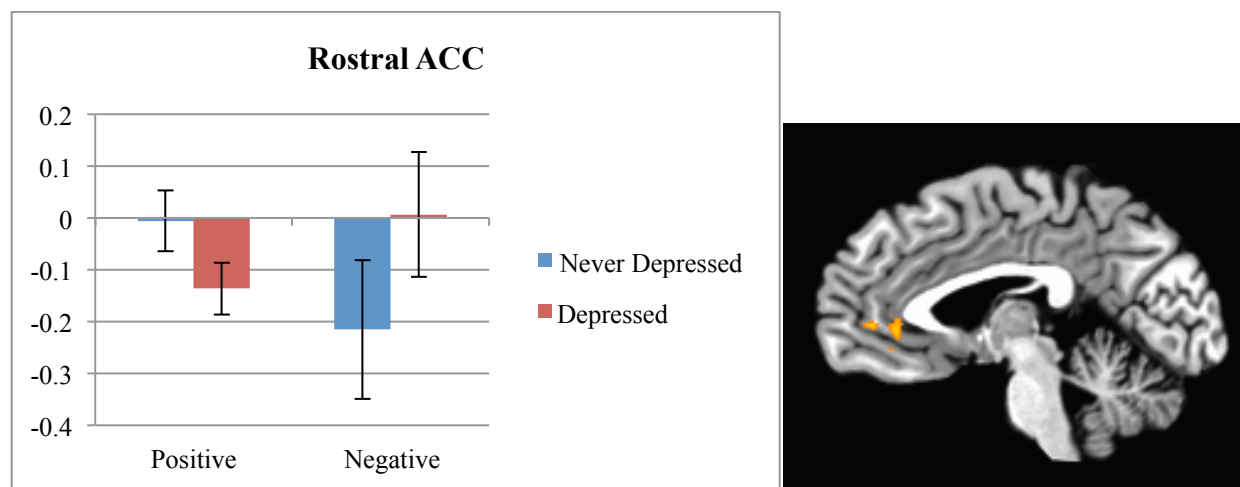 Rostral ACC
0.2
0.1
0
-0.1
-0.2
-0.3
-0.4
Positive Negative
Never Depressed
Depressed